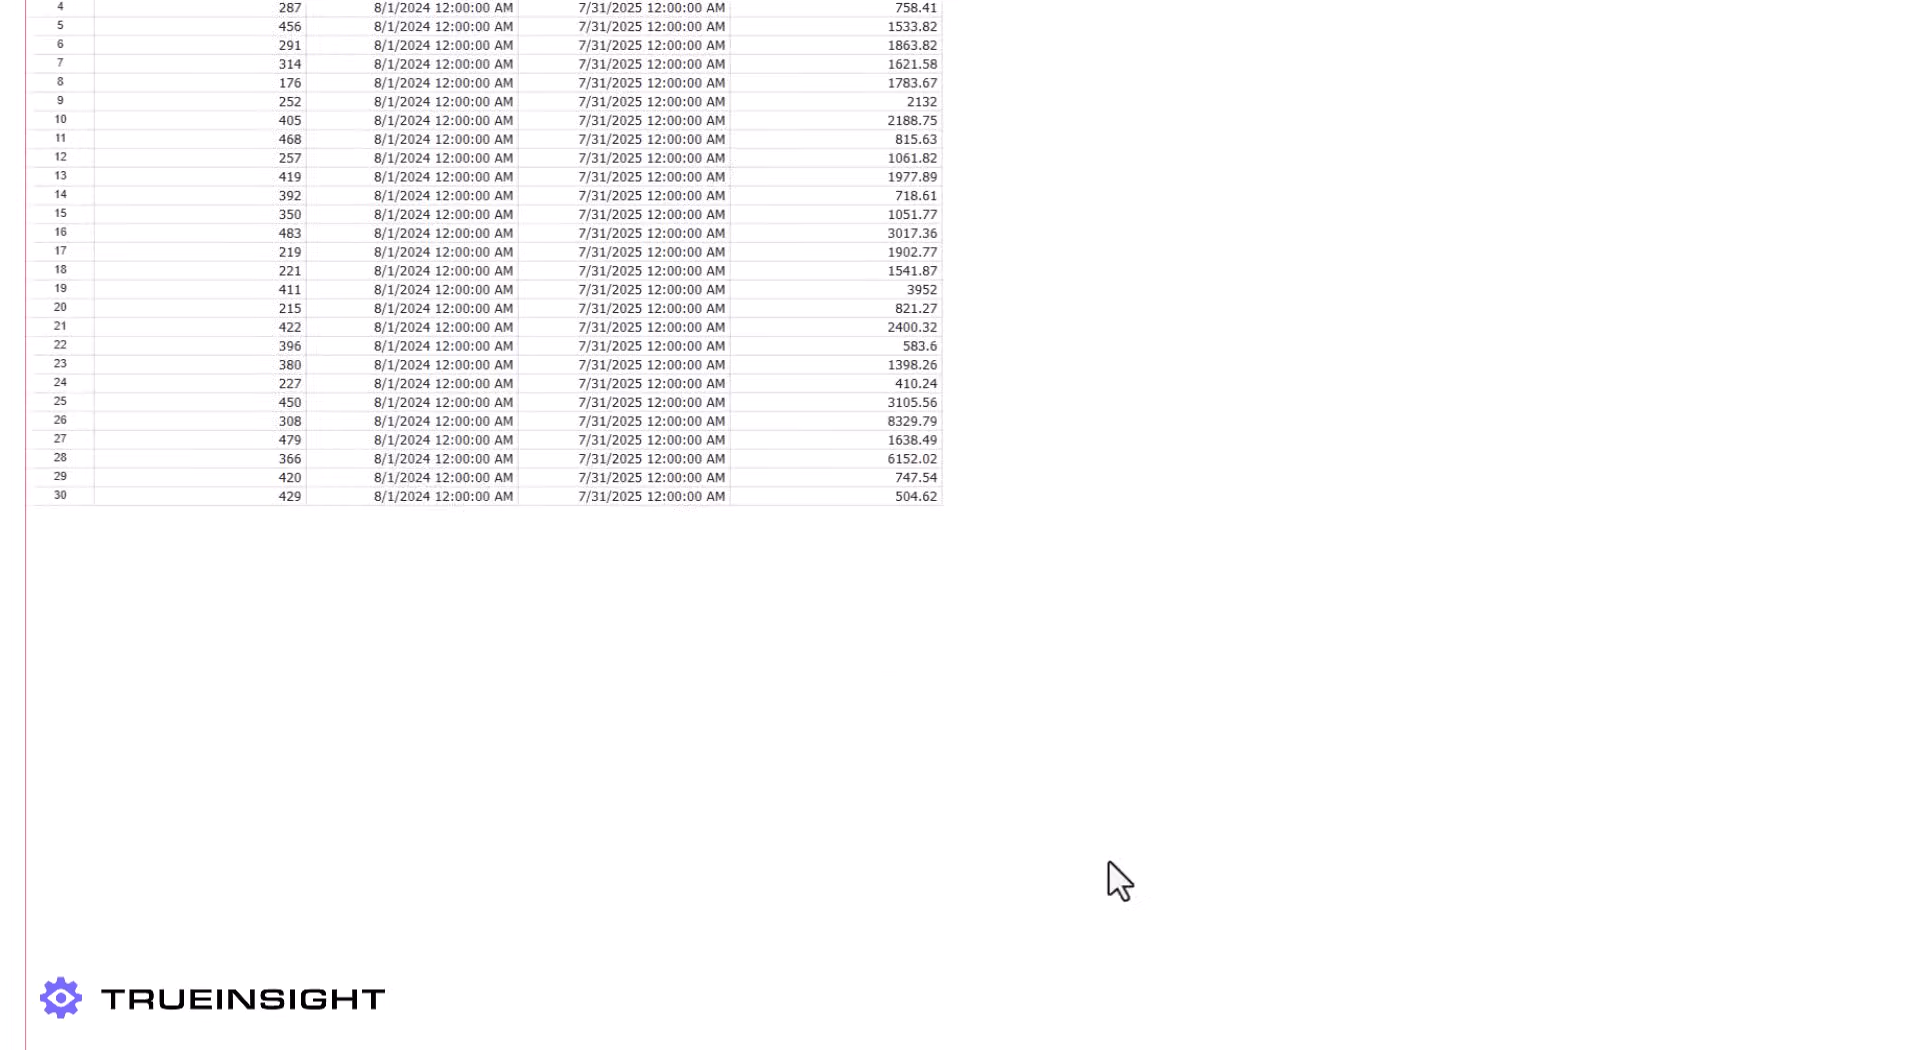 4 287 8/1/2024 12:00:00 AM 7/31/2025 12:00:00 AM 758.41
5 456 8/1/2024 12:00:00 AM 7/31/2025 12:00:00 AM 1533.82
6 291 8/1/2024 12:00:00 AM 7/31/2025 12:00:00 AM 1863.82
7 314 8/1/2024 12:00:00 AM 7/31/2025 12:00:00 AM 1621.58
8 176 8/1/2024 12:00:00 AM 7/31/2025 12:00:00 AM 1783.67
9 252 8/1/2024 12:00:00 AM 7/31/2025 12:00:00 AM 2132
10 405 8/1/2024 12:00:00 AM 7/31/2025 12:00:00 AM 2188.75
11 468 8/1/2024 12:00:00 AM 7/31/2025 12:00:00 AM 815.63
12 257 8/1/2024 12:00:00 AM 7/31/2025 12:00:00 AM 1061.82
13 419 8/1/2024 12:00:00 AM 7/31/2025 12:00:00 AM 1977.89
14 392 8/1/2024 12:00:00 AM 7/31/2025 12:00:00 AM 718.61
15 350 8/1/2024 12:00:00 AM 7/31/2025 12:00:00 AM 1051.77
16 483 8/1/2024 12:00:00 AM 7/31/2025 12:00:00 AM 3017.36
17 219 8/1/2024 12:00:00 AM 7/31/2025 12:00:00 AM 1902.77
18 221 8/1/2024 12:00:00 AM 7/31/2025 12:00:00 AM 1541.87
19 411 8/1/2024 12:00:00 AM 7/31/2025 12:00:00 AM 3952
20 215 8/1/2024 12:00:00 AM 7/31/2025 12:00:00 AM 821.27
21 422 8/1/2024 12:00:00 AM 7/31/2025 12:00:00 AM 2400.32
22 396 8/1/2024 12:00:00 AM 7/31/2025 12:00:00 AM 583.6
23 380 8/1/2024 12:00:00 AM 7/31/2025 12:00:00 AM 1398.26
24 227 8/1/2024 12:00:00 AM 7/31/2025 12:00:00 AM 410.24
25 450 8/1/2024 12:00:00 AM 7/31/2025 12:00:00 AM 3105.56
26 308 8/1/2024 12:00:00 AM 7/31/2025 12:00:00 AM 8329.79
27 479 8/1/2024 12:00:00 AM 7/31/2025 12:00:00 AM 1638.49
28 366 8/1/2024 12:00:00 AM 7/31/2025 12:00:00 AM 6152.02
29 420 8/1/2024 12:00:00 AM 7/31/2025 12:00:00 AM 747.54
30 429 8/1/2024 12:00:00 AM 7/31/2025 12:00:00 AM 504.62
TRUEINSIGHT